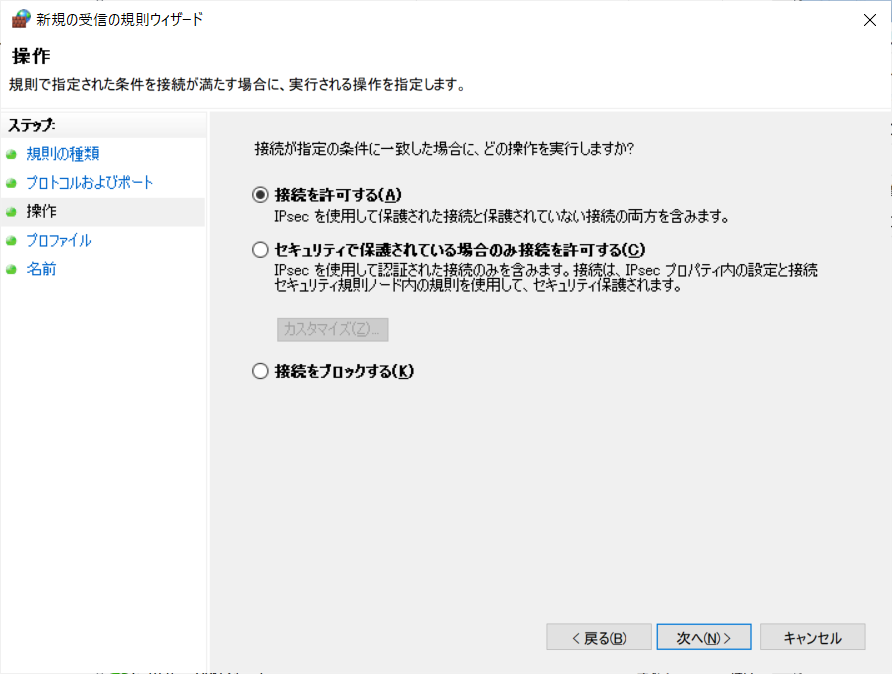 新規の受信の規則ウィザード
操作
規則で指定された条件を接続が満たす場合に、実行される操作を指定します。
ステップ:
規則の種類
プロトコルおよびポート
操作
プロファイル
名前
接続が指定の条件に一致した場合に、どの操作を実行しますか?
接続を許可する(A)
IPsec を使用して保護された接続と保護されていない接続の両方を含みます。
セキュリティで保護されている場合のみ接続を許可する(C)
IPsec を使用して認証された接続のみを含みます。接続は、IPsec プロパティ内の設定と接続
セキュリティ規則ノード内の規則を使用して、セキュリティ保護されます。
カスタマイズ(Z)...
接続をブロックする(K)
< 戻る(B)
次へ(N) >
キャンセル